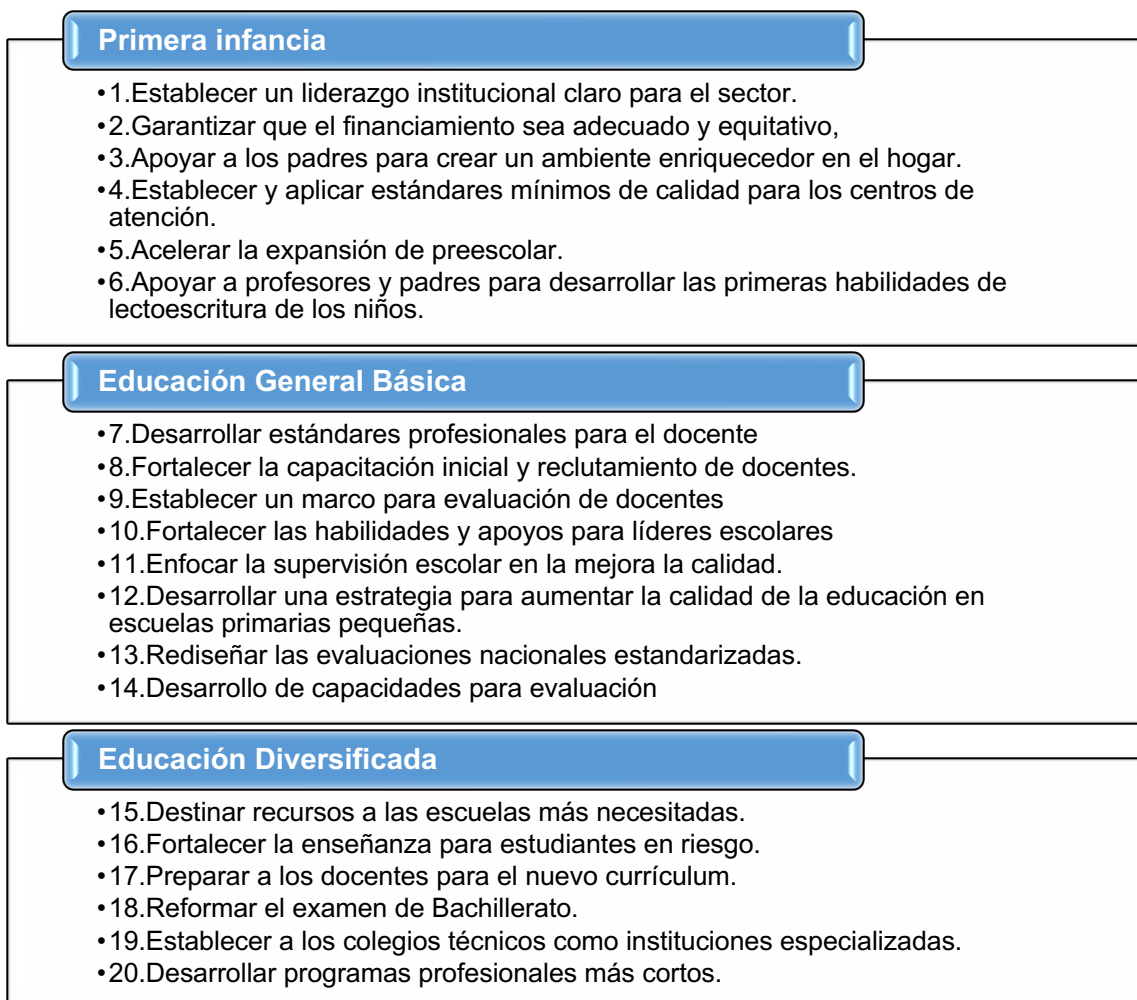 Primera infancia
•1.Establecer un liderazgo institucional claro para el sector.
•2.Garantizar que el financiamiento sea adecuado y equitativo,
•3.Apoyar a los padres para crear un ambiente enriquecedor en el hogar.
•4.Establecer y aplicar estándares mínimos de calidad para los centros de
atención.
•5.Acelerar la expansión de preescolar.
•6.Apoyar a profesores y padres para desarrollar las primeras habilidades de
lectoescritura de los niños.
Educación General Básica
•7.Desarrollar estándares profesionales para el docente
•8.Fortalecer la capacitación inicial y reclutamiento de docentes.
•9.Establecer un marco para evaluación de docentes
•10.Fortalecer las habilidades y apoyos para líderes escolares
•11.Enfocar la supervisión escolar en la mejora la calidad.
•12.Desarrollar una estrategia para aumentar la calidad de la educación en
escuelas primarias pequeñas.
•13.Rediseñar las evaluaciones nacionales estandarizadas.
•14.Desarrollo de capacidades para evaluación
Educación Diversificada
•15.Destinar recursos a las escuelas más necesitadas.
•16.Fortalecer la enseñanza para estudiantes en riesgo.
•17.Preparar a los docentes para el nuevo currículum.
•18.Reformar el examen de Bachillerato.
•19.Establecer a los colegios técnicos como instituciones especializadas.
•20.Desarrollar programas profesionales más cortos.